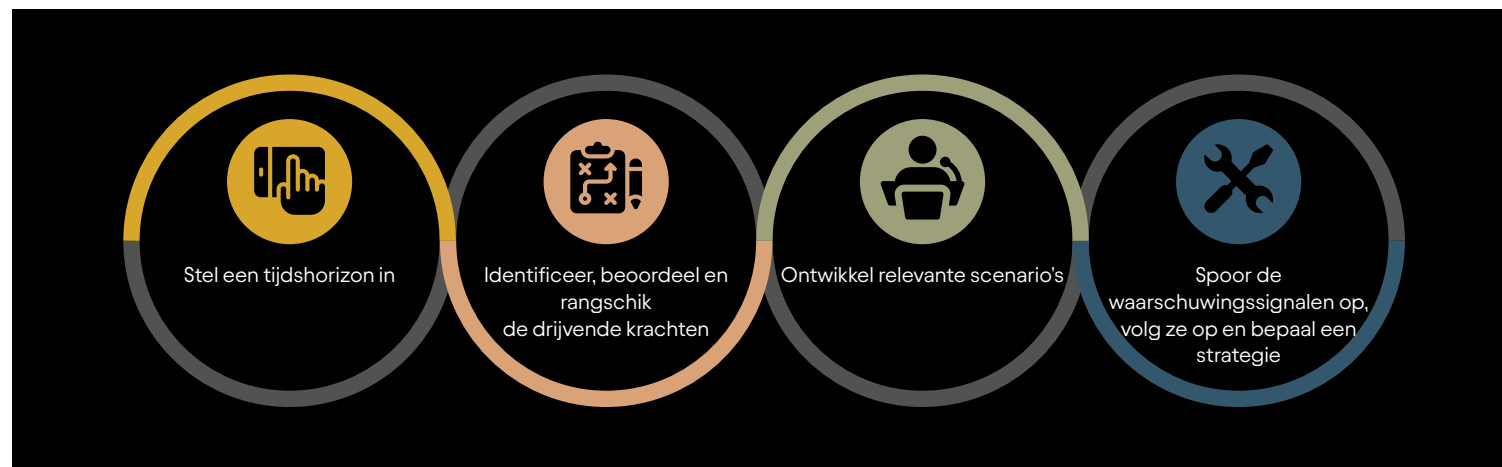 Stel een tijdshorizon in
Identificeer, beoordeel en
rangschik
de drijvende krachten
Ontwikkel relevante scenario's
Spoor de
waarschuwingssignalen op,
volg ze op en bepaal een
strategie